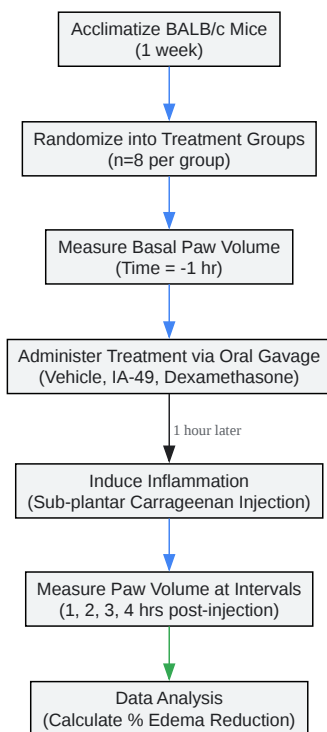 Acclimatize BALB/c Mice
(1 week)
Randomize into Treatment Groups
(n=8 per group)
Measure Basal Paw Volume
(Time = -1 hr)
Administer Treatment via Oral Gavage
(Vehicle, IA-49, Dexamethasone)
1 hour later
Induce Inflammation
(Sub-plantar Carrageenan Injection)
Measure Paw Volume at Intervals
(1, 2, 3, 4 hrs post-injection)
Data Analysis
(Calculate % Edema Reduction)